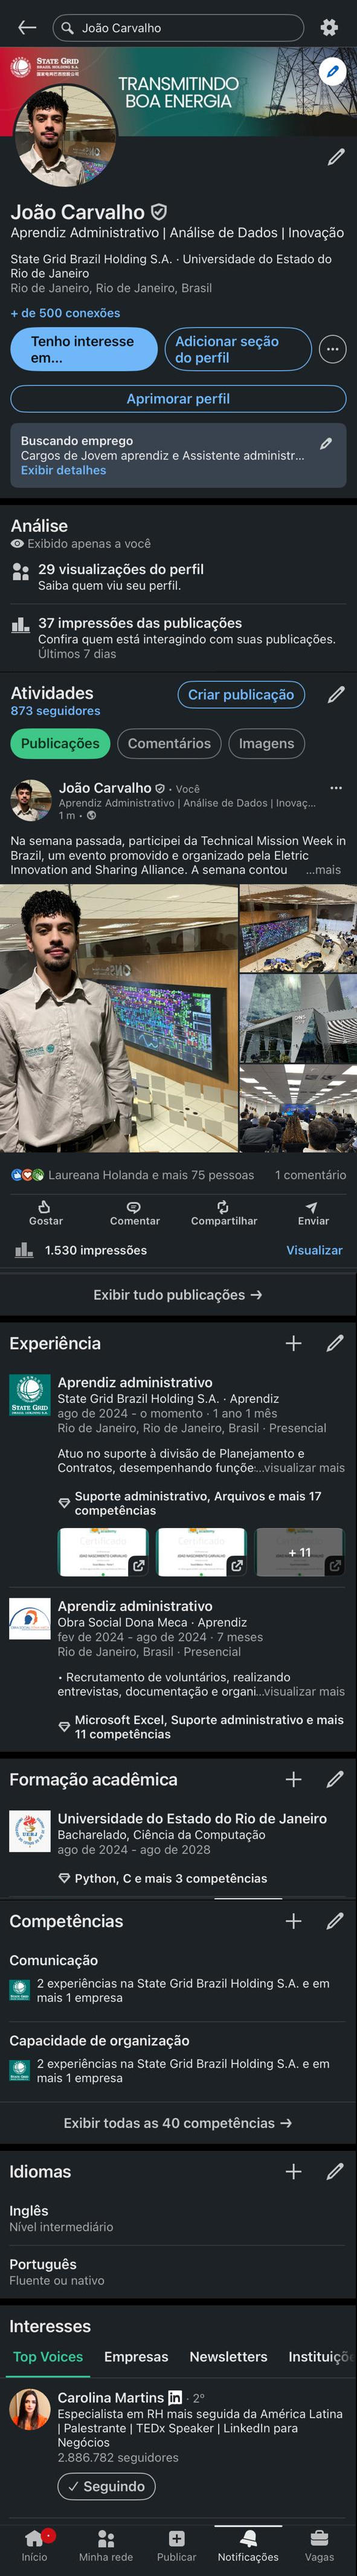 João Carvalho
STATE GRID
BRAZIL HOLDING S.A.
TRANSMITINDO
BOA ENERGIA
João Carvalho
Aprendiz Administrativo | Análise de Dados | Inovação
State Grid Brazil Holding S.A. · Universidade do Estado do
Rio de Janeiro
Rio de Janeiro, Rio de Janeiro, Brasil
+ de 500 conexões
Tenho interesse
em...
Adicionar seção
do perfil
Aprimorar perfil
Buscando emprego
Cargos de Jovem aprendiz e Assistente administr...
Exibir detalhes
Análise
Exibido apenas a você
29 visualizações do perfil
Saiba quem viu seu perfil.
37 impressões das publicações
Confira quem está interagindo com suas publicações.
Últimos 7 dias
Atividades
873 seguidores
Criar publicação
Publicações
Comentários
Imagens
João Carvalho · Você
Aprendiz Administrativo | Análise de Dados | Inovaç...
1 m ·
Na semana passada, participei da Technical Mission Week in
Brazil, um evento promovido e organizado pela Eletric
Innovation and Sharing Alliance. A semana contou ...mais
ONS
Laureana Holanda e mais 75 pessoas
1 comentário
Gostar
Comentar
Compartilhar
Enviar
1.530 impressões
Visualizar
Exibir tudo publicações →
Experiência
STATE GRID
Aprendiz administrativo
State Grid Brazil Holding S.A. · Aprendiz
ago de 2024 - o momento · 1 ano 1 mês
Rio de Janeiro, Rio de Janeiro, Brasil · Presencial
Atuo no suporte à divisão de Planejamento e
Contratos, desempenhando funçõe...visualizar mais
Suporte administrativo, Arquivos e mais 17
competências
+ 11
Aprendiz administrativo
Obra Social Dona Meca · Aprendiz
fev de 2024 - ago de 2024 · 7 meses
Rio de Janeiro, Brasil · Presencial
• Recrutamento de voluntários, realizando
entrevistas, documentação e organi...visualizar mais
Microsoft Excel, Suporte administrativo e mais
11 competências
Formação acadêmica
UERJ
Universidade do Estado do Rio de Janeiro
Bacharelado, Ciência da Computação
ago de 2024 - ago de 2028
Python, C e mais 3 competências
Competências
Comunicação
2 experiências na State Grid Brazil Holding S.A. e em
mais 1 empresa
Capacidade de organização
2 experiências na State Grid Brazil Holding S.A. e em
mais 1 empresa
Exibir todas as 40 competências →
Idiomas
Inglês
Nível intermediário
Português
Fluente ou nativo
Interesses
Top Voices
Empresas
Newsletters
Instituiçõe
Carolina Martins in · 2º
Especialista em RH mais seguida da América Latina
| Palestrante | TEDx Speaker | LinkedIn para
Negócios
2.886.782 seguidores
✓ Seguindo
Início
Minha rede
Publicar
Notificações
Vagas